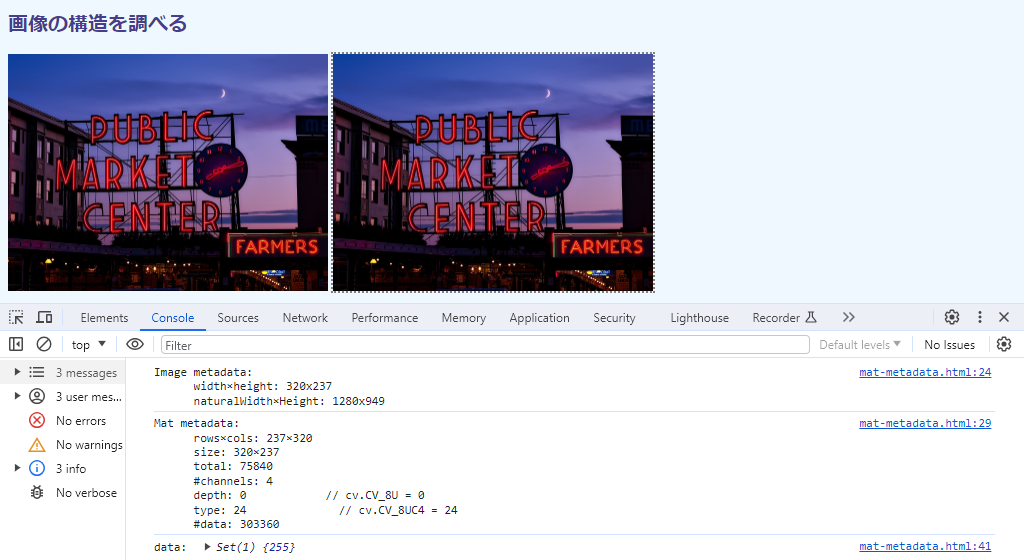 画像の構造を調べる
PUBLIC
MARKET
CENTER
FARMERS
PUBLIC
MARKET
CENTER
FARMERS
Elements Console Sources Network Performance Memory Application Security Lighthouse Recorder
top Filter Default levels ▼ No Issues
3 messages
3 user mes...
No errors
No warnings
3 info
No verbose
Image metadata: mat-metadata.html:24
width×height: 320x237
naturalWidth×Height: 1280x949
Mat metadata: mat-metadata.html:29
rows×cols: 237×320
size: 320×237
total: 75840
#channels: 4
depth: 0 // cv.CV_8U = 0
type: 24 // cv.CV_8UC4 = 24
#data: 303360
data: ▶ Set(1) {255} mat-metadata.html:41